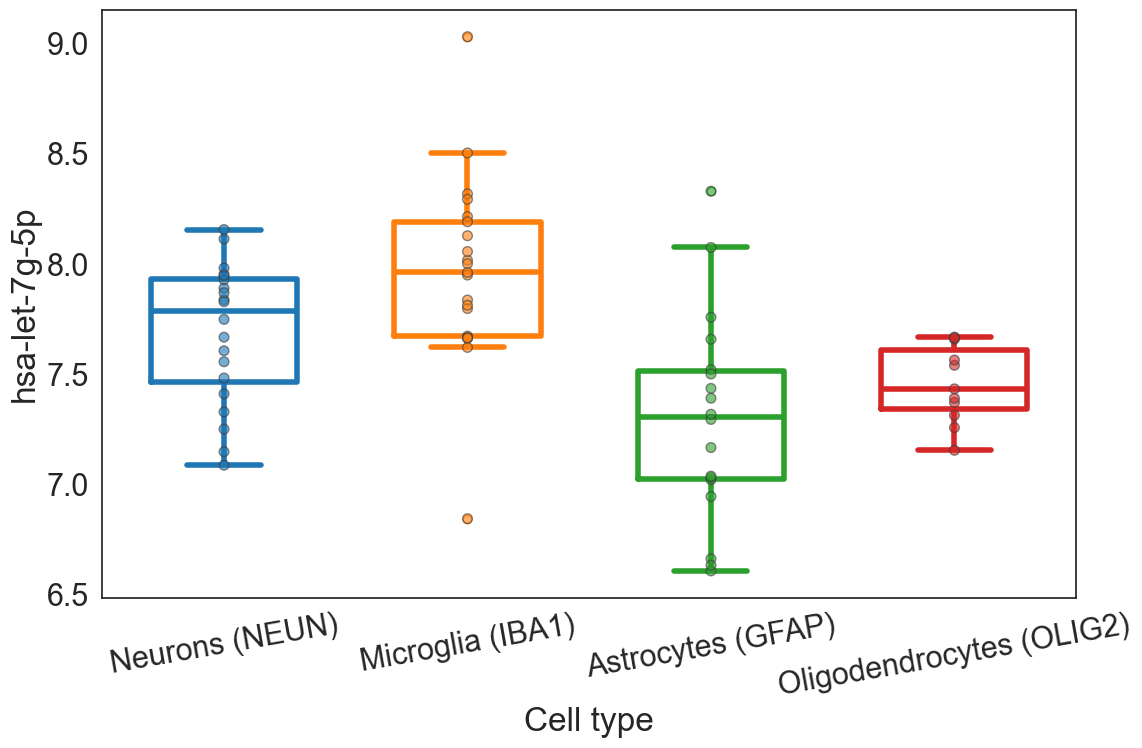 9.0
8.5
8.0
7.5
7.0
6.5
hsa-let-7g-5p
Neurons (NEUN)
Microglia (IBA1)
Astrocytes (GFAP)
Oligodendrocytes (OLIG2)
Cell type